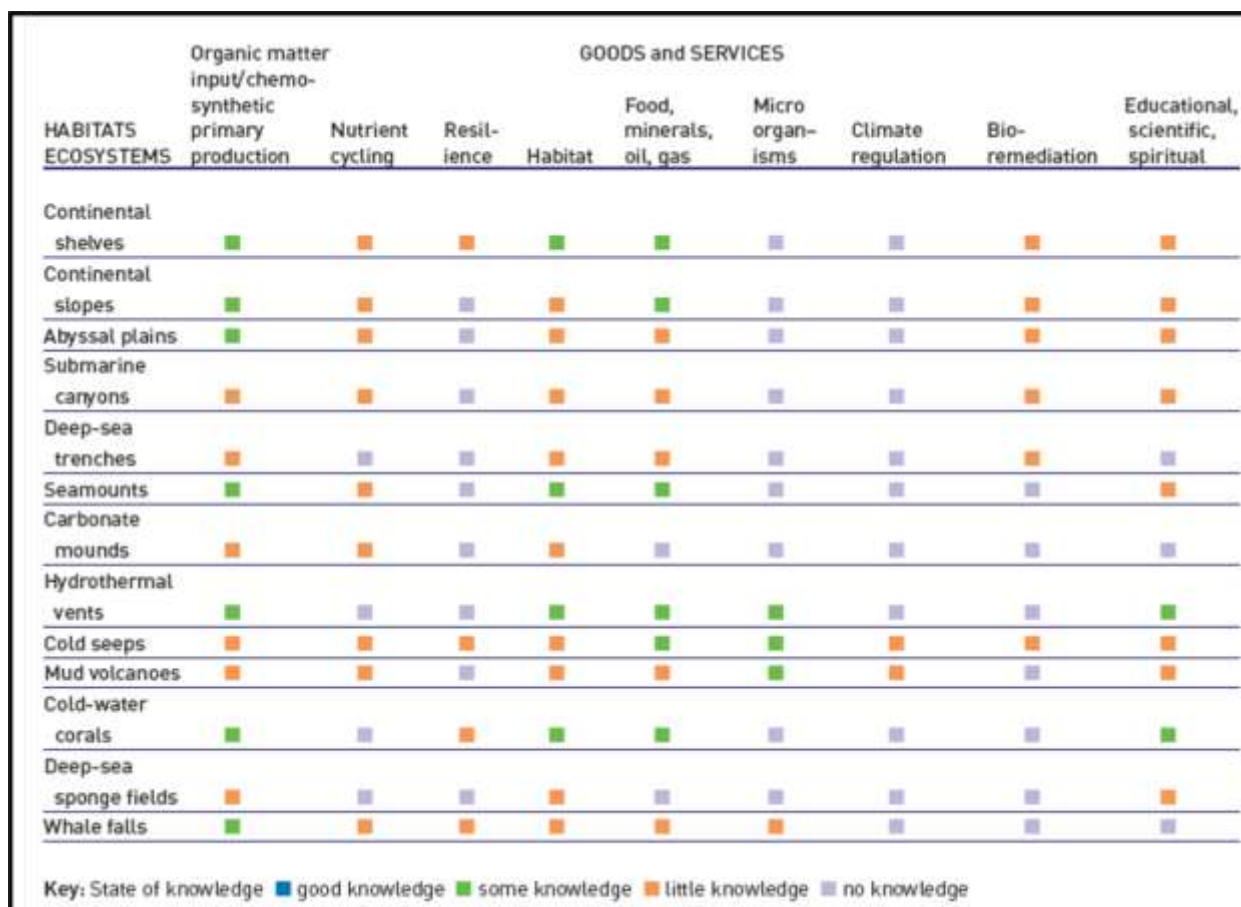 Organic matter GOODS and SERVICES
input/chemo-
synthetic Food, Micro Educational,
HABITATS primary Nutrient Resil- minerals, organ- Climate Bio- scientific,
ECOSYSTEMS production cycling ience Habitat oil, gas isms regulation remediation spiritual
Continental
shelves
Continental
slopes
Abyssal plains
Submarine
canyons
Deep-sea
trenches
Seamounts
Carbonate
mounds
Hydrothermal
vents
Cold seeps
Mud volcanoes
Cold-water
corals
Deep-sea
sponge fields
Whale falls
Key: State of knowledge good knowledge some knowledge little knowledge no knowledge